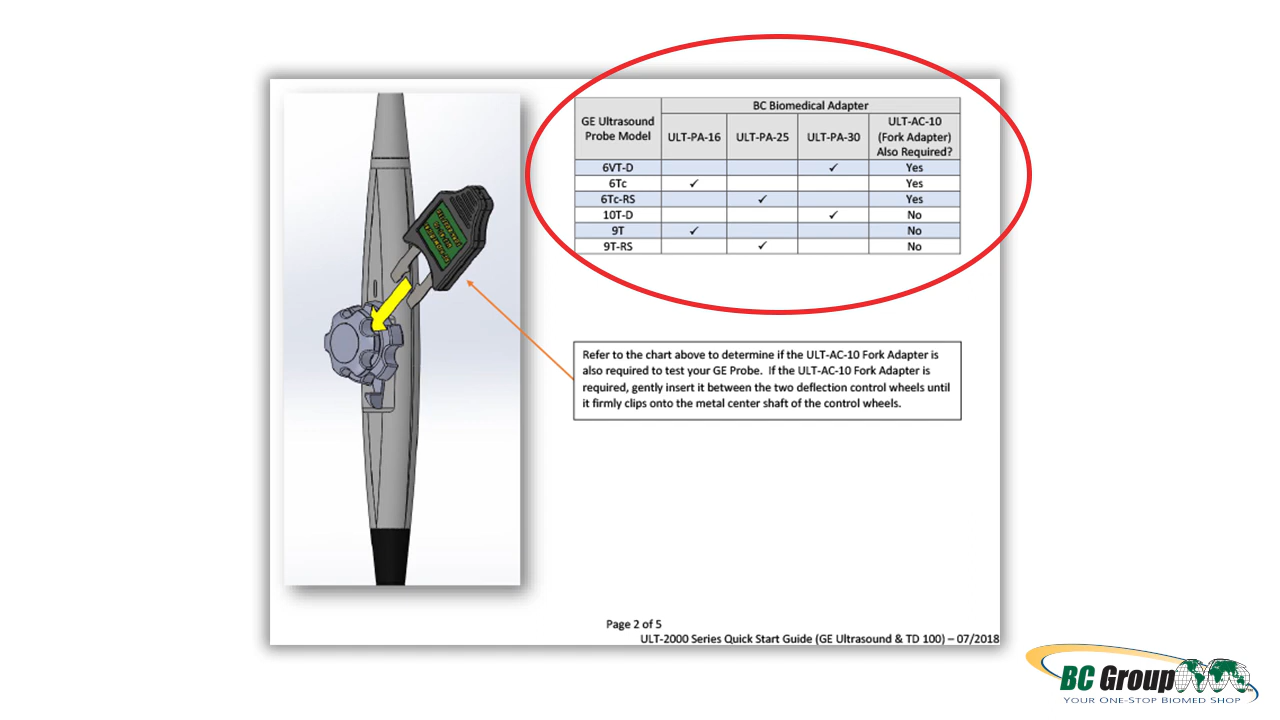 BC Biomedical Adapter
GE Ultrasound
Probe Model
ULT-PA-16
ULT-PA-25
ULT-PA-30
ULT-AC-10
(Fork Adapter)
Also Required?
6VT-D ✓ Yes
6Tc ✓ Yes
6Tc-RS ✓ Yes
10T-D ✓ No
9T ✓ No
9T-RS ✓ No
Refer to the chart above to determine if the ULT-AC-10 Fork Adapter is
also required to test your GE Probe.  If the ULT-AC-10 Fork Adapter is
required, gently insert it between the two deflection control wheels until
it firmly clips onto the metal center shaft of the control wheels.
Page 2 of 5
ULT-2000 Series Quick Start Guide (GE Ultrasound & TD 100) – 07/2018
BC Group
YOUR ONE-STOP BIOMED SHOP